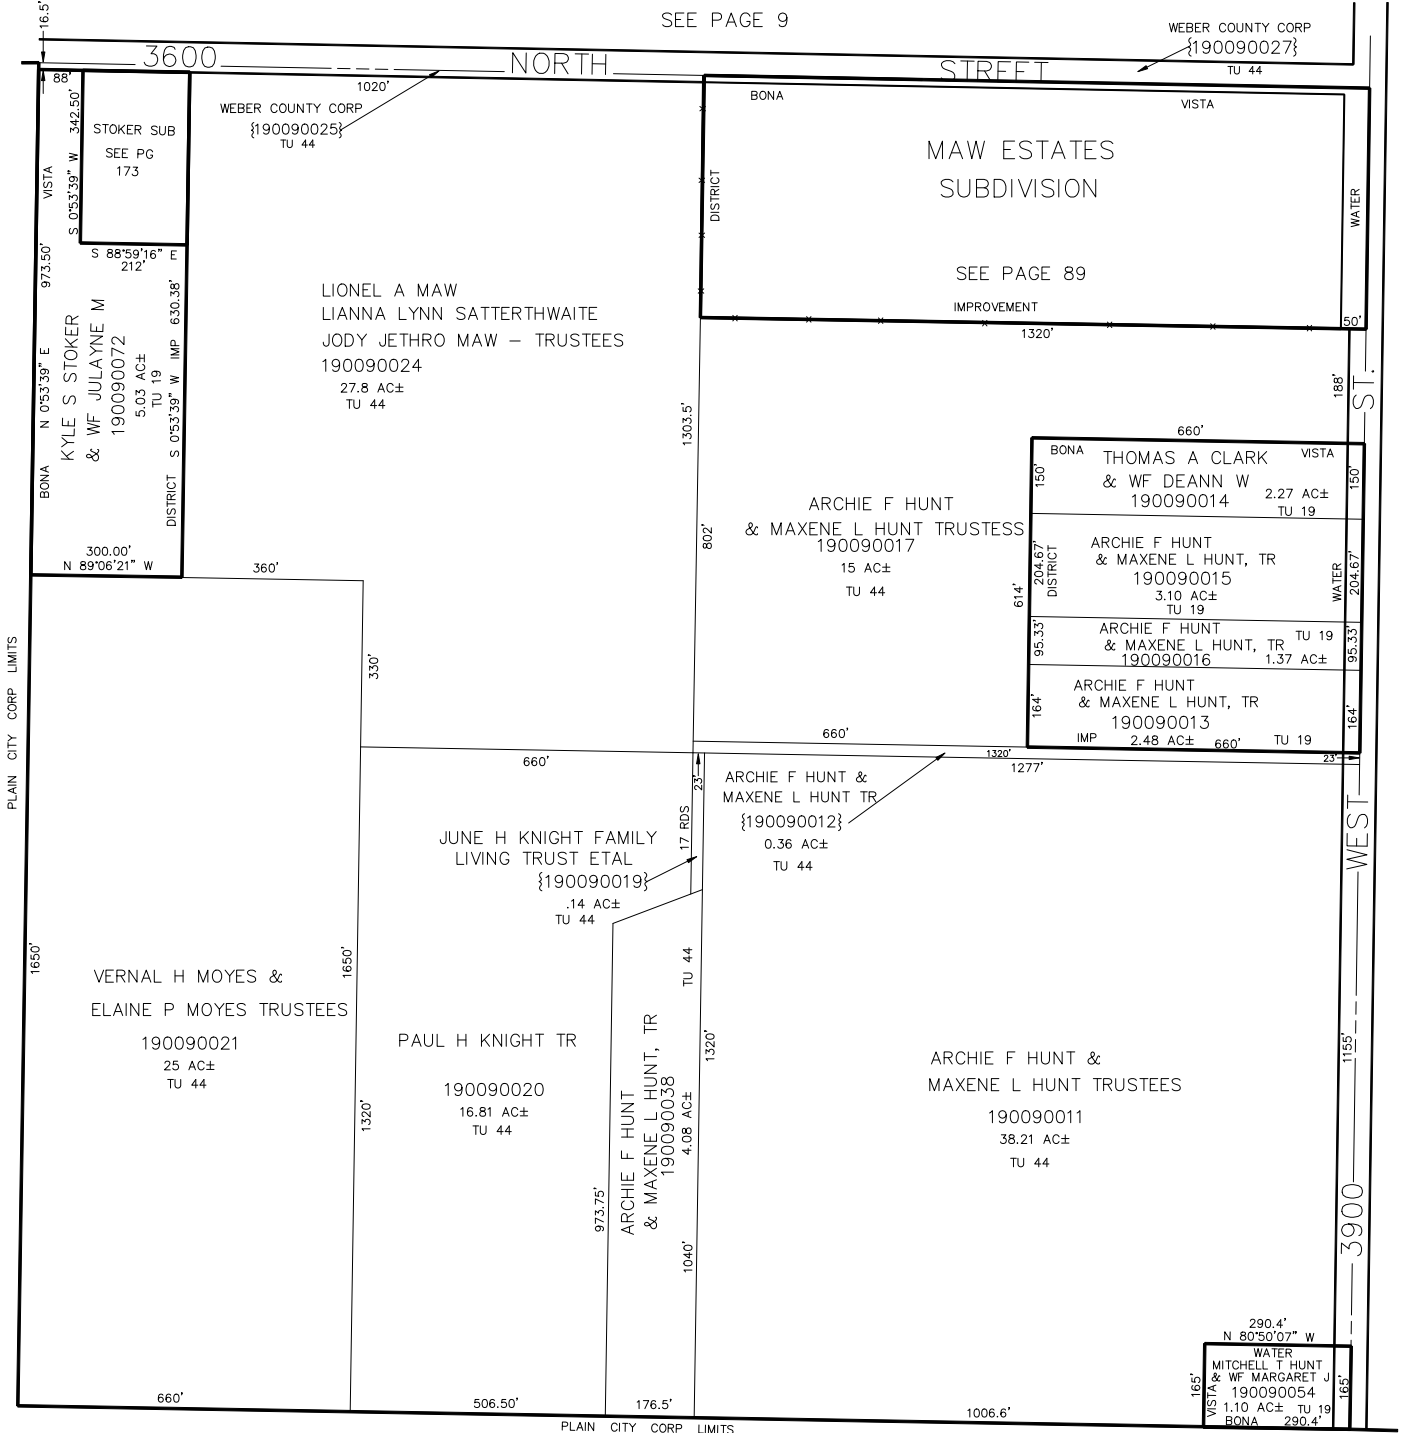 16.5'
SEE PAGE 9
WEBER COUNTY CORP
{190090027}
TU 44
3600 NORTH STREET
88'
1020'
WEBER COUNTY CORP
{190090025}
TU 44
BONA VISTA
MAW ESTATES
SUBDIVISION
SEE PAGE 89
DISTRICT
WATER
IMPROVEMENT
50'
1320'
STOKER SUB
SEE PG
173
S 0°53'39" W 342.50'
S 88°59'16" E
212'
VISTA
973.50'
N 0°53'39" E
BONA
KYLE S STOKER
& WF JULAYNE M
190090072
5.03 AC±
TU 19
S 0°53'39" W IMP 630.38'
DISTRICT
300.00'
N 89°06'21" W
LIONEL A MAW
LIANNA LYNN SATTERTHWAITE
JODY JETHRO MAW – TRUSTEES
190090024
27.8 AC±
TU 44
1303.5'
802'
360'
330'
188'
ST.
660'
ARCHIE F HUNT
& MAXENE L HUNT TRUSTESS
190090017
15 AC±
TU 44
614'
BONA VISTA
THOMAS A CLARK
& WF DEANN W
190090014
2.27 AC±
TU 19
150'
150'
204.67'
DISTRICT
ARCHIE F HUNT
& MAXENE L HUNT, TR
190090015
3.10 AC±
TU 19
WATER
204.67'
95.33'
ARCHIE F HUNT
& MAXENE L HUNT, TR
190090016
TU 19
1.37 AC±
95.33'
164'
ARCHIE F HUNT
& MAXENE L HUNT, TR
190090013
IMP 2.48 AC± 660' TU 19
164'
660'
1320'
1277'
23'
660'
23'
17 RDS
ARCHIE F HUNT &
MAXENE L HUNT TR
{190090012}
0.36 AC±
TU 44
JUNE H KNIGHT FAMILY
LIVING TRUST ETAL
{190090019}
.14 AC±
TU 44
PLAIN CITY CORP LIMITS
WEST
1650'
VERNAL H MOYES &
ELAINE P MOYES TRUSTEES
190090021
25 AC±
TU 44
1650'
1320'
PAUL H KNIGHT TR
190090020
16.81 AC±
TU 44
973.75'
ARCHIE F HUNT
& MAXENE L HUNT, TR
190090038
4.08 AC±
TU 44
1040'
1320'
ARCHIE F HUNT &
MAXENE L HUNT TRUSTEES
190090011
38.21 AC±
TU 44
1155'
3900
290.4'
N 80°50'07" W
WATER
MITCHELL T HUNT
& WF MARGARET J
190090054
1.10 AC± TU 19
BONA 290.4'
VISTA
165'
165'
660'
506.50'
176.5'
1006.6'
PLAIN CITY CORP LIMITS